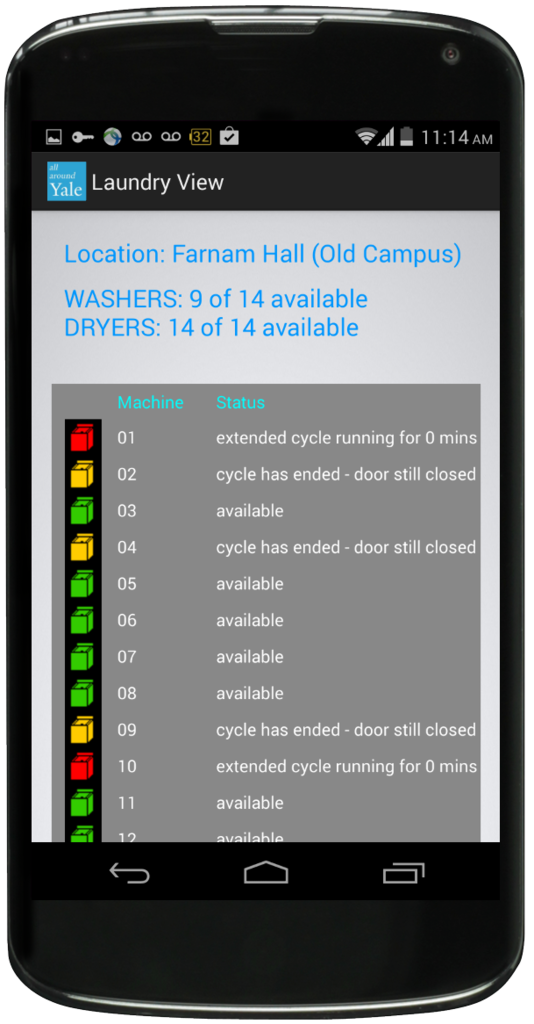 32
11:14 AM
all
around
Yale
Laundry View
Location: Farnam Hall (Old Campus)
WASHERS: 9 of 14 available
DRYERS: 14 of 14 available
Machine Status
01 extended cycle running for 0 mins
02 cycle has ended - door still closed
03 available
04 cycle has ended - door still closed
05 available
06 available
07 available
08 available
09 cycle has ended - door still closed
10 extended cycle running for 0 mins
11 available
12 available